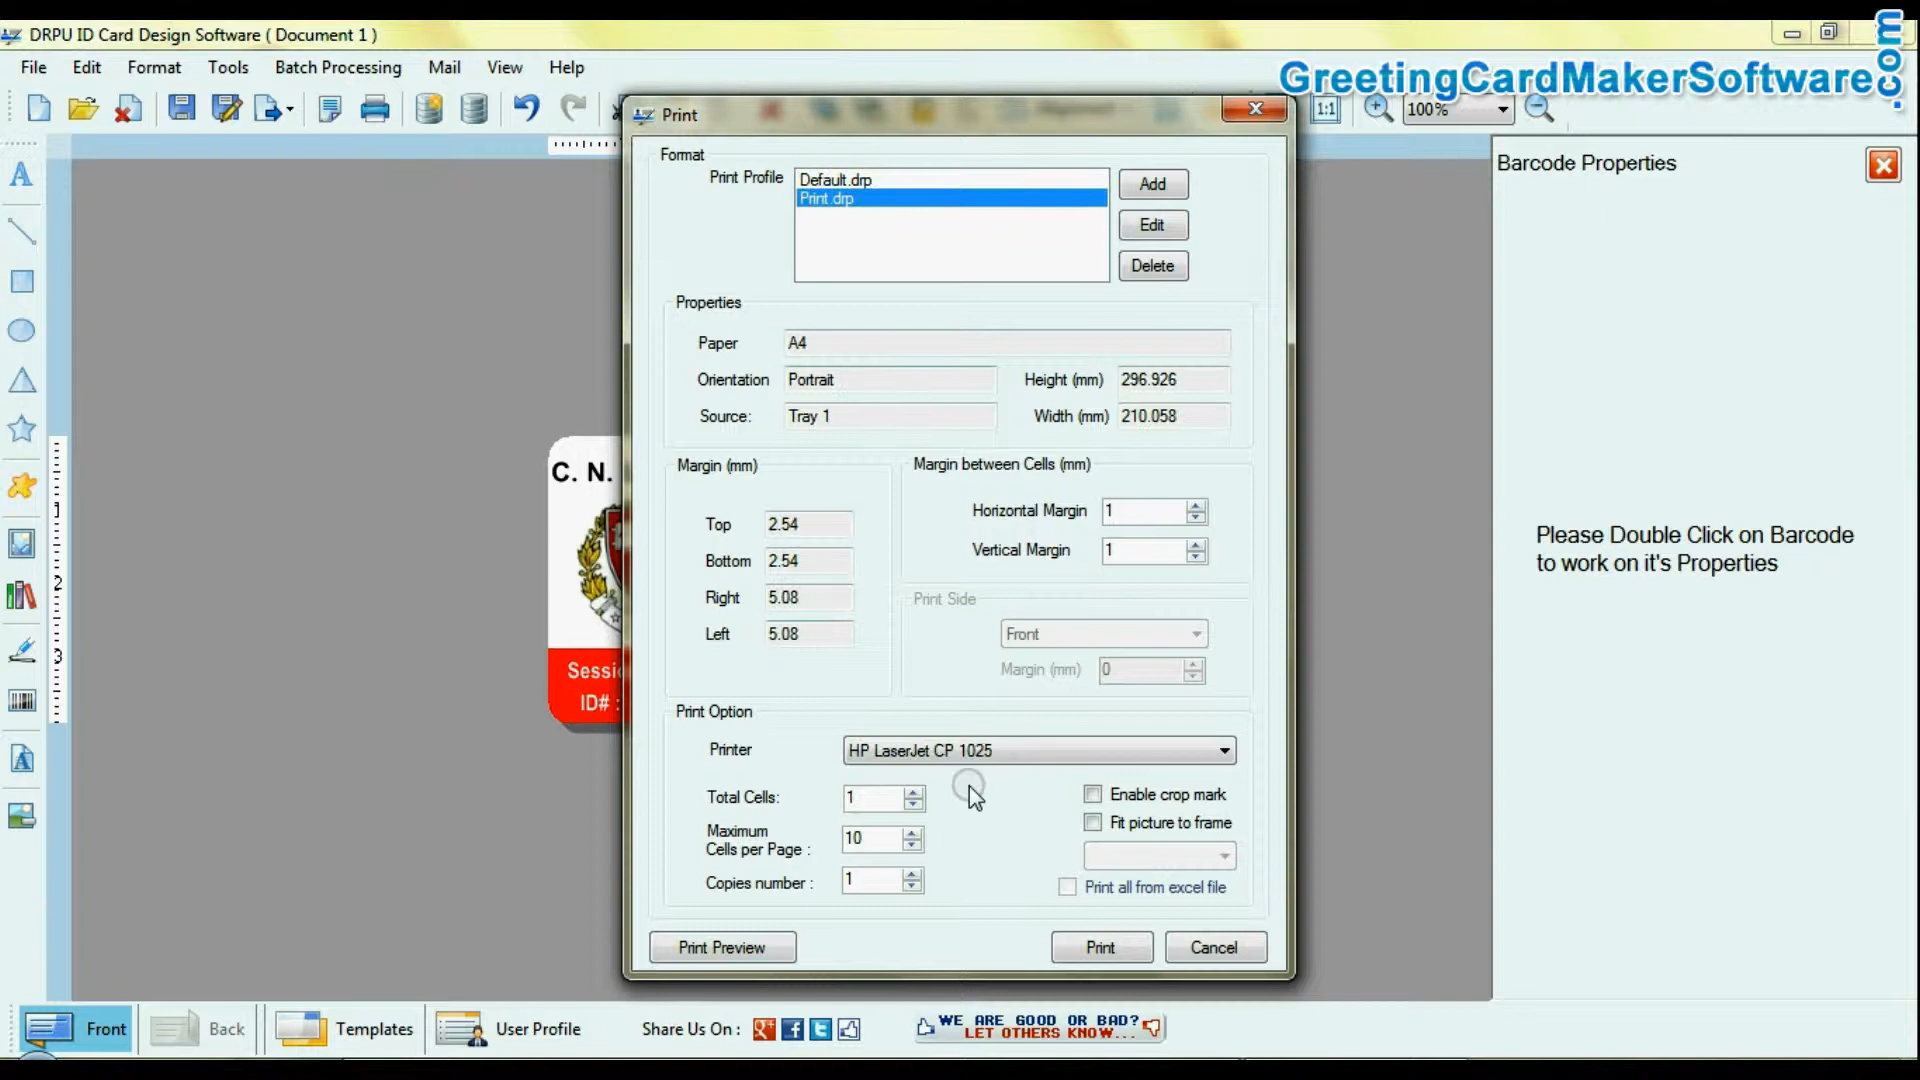 DRPU ID Card Design Software ( Document 1 )
File Edit Format Tools Batch Processing Mail View Help
GreetingCardMakerSoftware.com
1:1
100%
Print
Format
Print Profile
Default.drp
Print.drp
Add
Edit
Delete
Properties
Paper A4
Orientation Portrait Height (mm) 296.926
Source: Tray 1 Width (mm) 210.058
Margin (mm)
Top 2.54
Bottom 2.54
Right 5.08
Left 5.08
Margin between Cells (mm)
Horizontal Margin 1
Vertical Margin 1
Print Side
Front
Margin (mm) 0
Print Option
Printer HP LaserJet CP 1025
Total Cells: 1
Maximum
Cells per Page : 10
Copies number : 1
Enable crop mark
Fit picture to frame
Print all from excel file
Print Preview Print Cancel
C. N.
ID# :
1
2
3
Barcode Properties
Please Double Click on Barcode
to work on it's Properties
Front Back Templates User Profile Share Us On :
WE ARE GOOD OR BAD?
LET OTHERS KNOW...